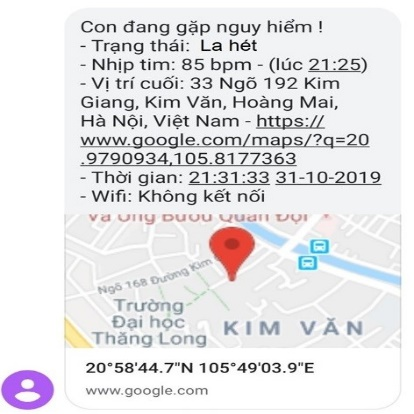 Con đang gặp nguy hiểm !
- Trạng thái: La hét
- Nhịp tim: 85 bpm - (lúc 21:25)
- Vị trí cuối: 33 Ngõ 192 Kim
Giang, Kim Văn, Hoàng Mai,
Hà Nội, Việt Nam - https://
www.google.com/maps/?q=20
.9790934,105.8177363
- Thời gian: 21:31:33 31-10-2019
- Wifi: Không kết nối
và Ung Bướu Quân Đội
Ngõ 168 Đường Kim
Trường
Đại học
Thăng Long
KIM VĂN
20°58'44.7"N 105°49'03.9"E
www.google.com